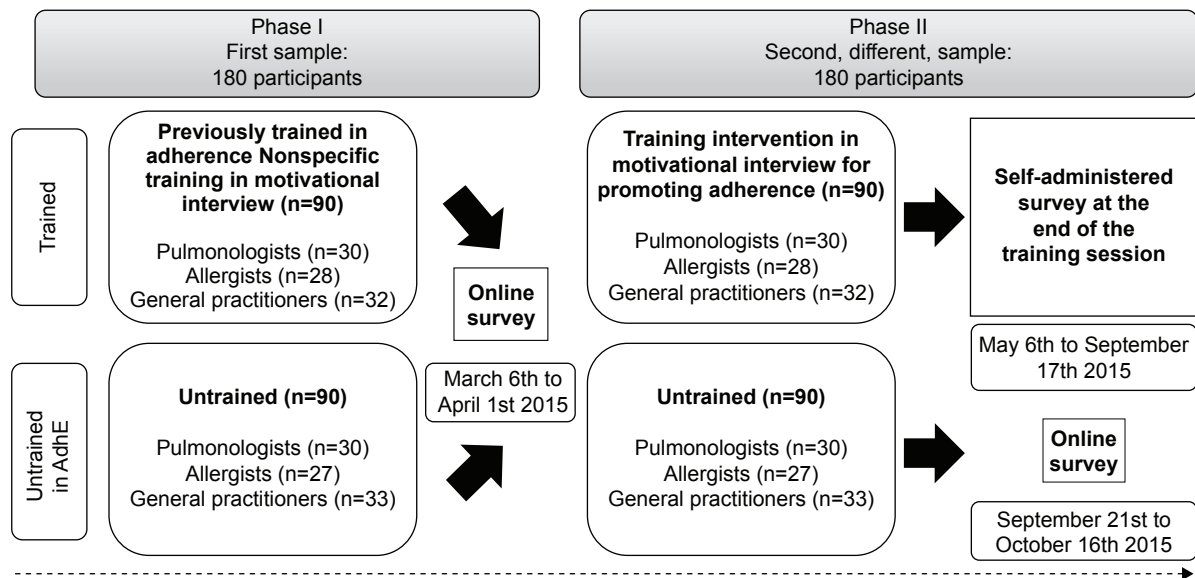 Phase I
First sample:
180 participants
Phase II
Second, different, sample:
180 participants
Trained
Previously trained in
adherence Nonspecific
training in motivational
interview (n=90)
Pulmonologists (n=30)
Allergists (n=28)
General practitioners (n=32)
Online
survey
March 6th to
April 1st 2015
Training intervention in
motivational interview for
promoting adherence (n=90)
Pulmonologists (n=30)
Allergists (n=28)
General practitioners (n=32)
Self-administered
survey at the
end of the
training session
May 6th to September
17th 2015
Untrained
in AdhE
Untrained (n=90)
Pulmonologists (n=30)
Allergists (n=27)
General practitioners (n=33)
Untrained (n=90)
Pulmonologists (n=30)
Allergists (n=27)
General practitioners (n=33)
Online
survey
September 21st to
October 16th 2015